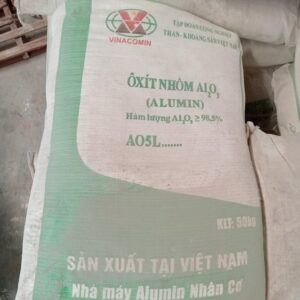 VINACOMIN
TẬP ĐOÀN CÔNG NGHIỆP
THAN - KHOÁNG SẢN VIỆT NAM
ÔXÍT NHÔM Al₂O₃
(ALUMIN)
Hàm lượng Al₂O₃ ≥ 98,5%
AO5L.......
KLT: 50kg
SẢN XUẤT TẠI VIỆT NAM
Nhà máy Alumin Nhân Cơ